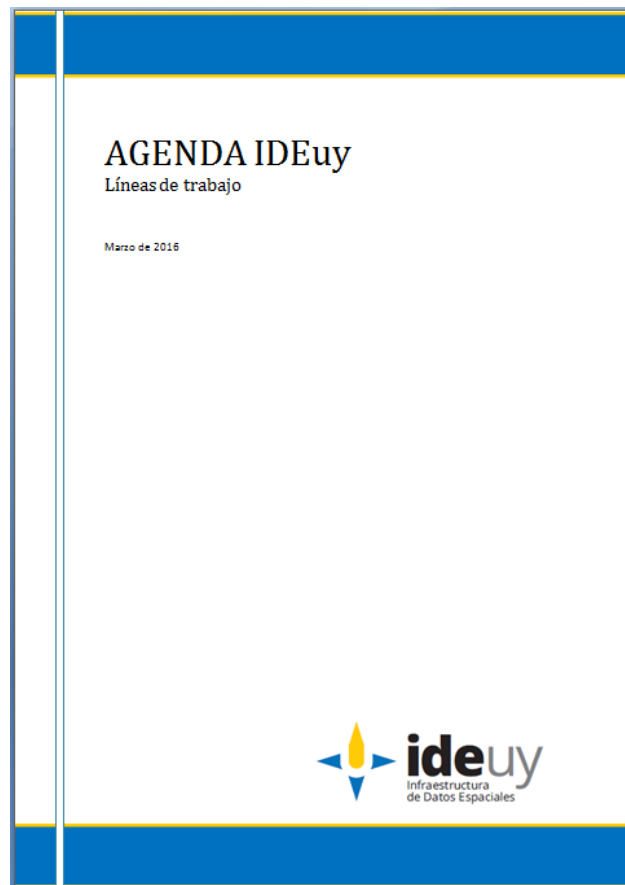 AGENDA IDEuy
Líneas de trabajo
Marzo de 2016
ideuy
Infraestructura
de Datos Espaciales